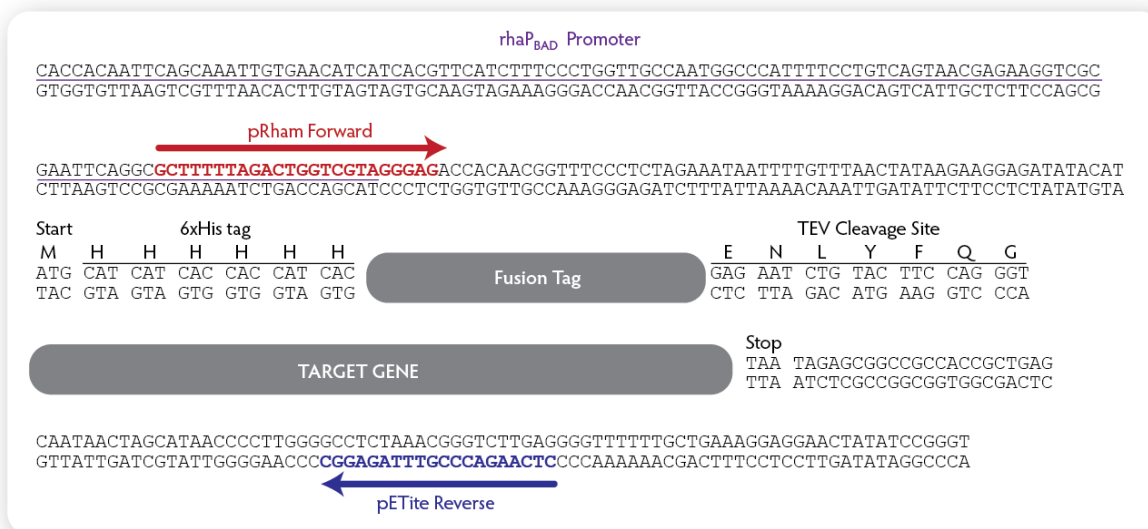 rhaPBAD Promoter
CACCACAATTCAGCAAATTGTGAACATCATCACGTTCATCTTTCCCTGGTTGCCAATGGCCCATTTTCCTGTCAGTAACGAGAAGGTCGC
GTGGTGTTAAGTCGTTTAACACTTGTAGTAGTGCAAGTAGAAAGGGACCAACGGTTACCGGGTAAAAGGACAGTCATTGCTCTTCCAGCG
pRham Forward
GAATTCAGGCGCTTTTTAGACTGGTCGTAGGGAGACCACAACGGTTTCCCTCTAGAAATAATTTTGTTTAACTATAAGAAGGAGATATACAT
CTTAAGTCCGCGAAAAATCTGACCAGCATCCCTCTGGTGTTGCCAAAGGGAGATCTTTATTAAAACAAATTGATATTCTTCCTCTATATGTA
Start 6xHis tag TEV Cleavage Site
M H H H H H H E N L Y F Q G
ATG CAT CAT CAC CAC CAT CAC Fusion Tag GAG AAT CTG TAC TTC CAG GGT
TAC GTA GTA GTG GTG GTA GTG CTC TTA GAC ATG AAG GTC CCA
Stop
TARGET GENE TAA TAGAGCGGCCGCCACCGCTGAG
TTA ATCTCGCCGGCGGTGGCGACTC
CAATAACTAGCATAACCCCTTGGGGCCTCTAAACGGGTCTTGAGGGGTTTTTTGCTGAAAGGAGGAACTATATCCGGGT
GTTATTGATCGTATTGGGGAACCCCGGAGATTTGCCCAGAACTCCCCAAAAAACGACTTTCCTCCTTGATATAGGCCCA
pETite Reverse